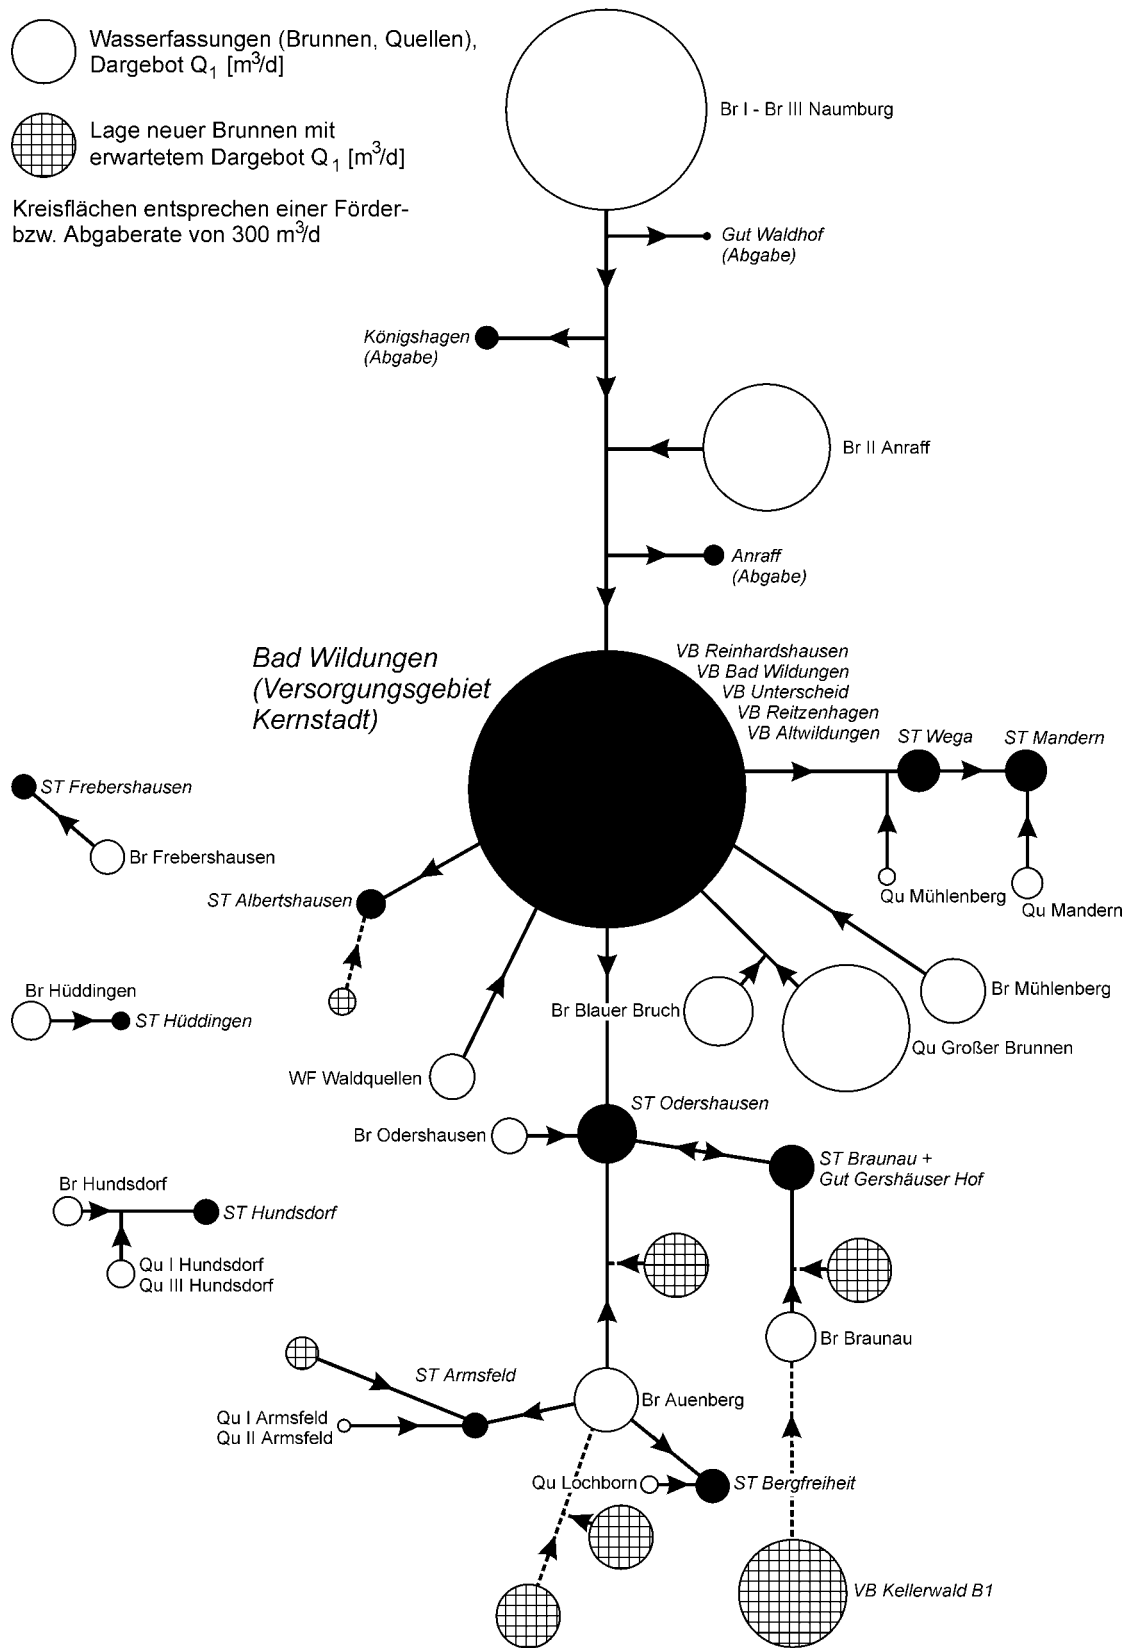 Wasserfassungen (Brunnen, Quellen),
Dargebot Q1 [m³/d]
Lage neuer Brunnen mit
erwartetem Dargebot Q1 [m³/d]
Kreisflächen entsprechen einer Förder-
bzw. Abgaberate von 300 m³/d
Br I - Br III Naumburg
Gut Waldhof
(Abgabe)
Königshagen
(Abgabe)
Br II Anraff
Anraff
(Abgabe)
Bad Wildungen
(Versorgungsgebiet
Kernstadt)
VB Reinhardshausen
VB Bad Wildungen
VB Unterscheid
VB Reitzenhagen
VB Altwildungen
ST Wega
ST Mandern
ST Frebershausen
Br Frebershausen
ST Albertshausen
Qu Mühlenberg
Qu Mandern
Br Hüddingen
ST Hüddingen
Br Blauer Bruch
Br Mühlenberg
Qu Großer Brunnen
WF Waldquellen
ST Odershausen
Br Odershausen
ST Braunau +
Gut Gershäuser Hof
Br Hundsdorf
ST Hundsdorf
Qu I Hundsdorf
Qu III Hundsdorf
Br Braunau
ST Armsfeld
Br Auenberg
Qu I Armsfeld
Qu II Armsfeld
Qu Lochborn
ST Bergfreiheit
VB Kellerwald B1